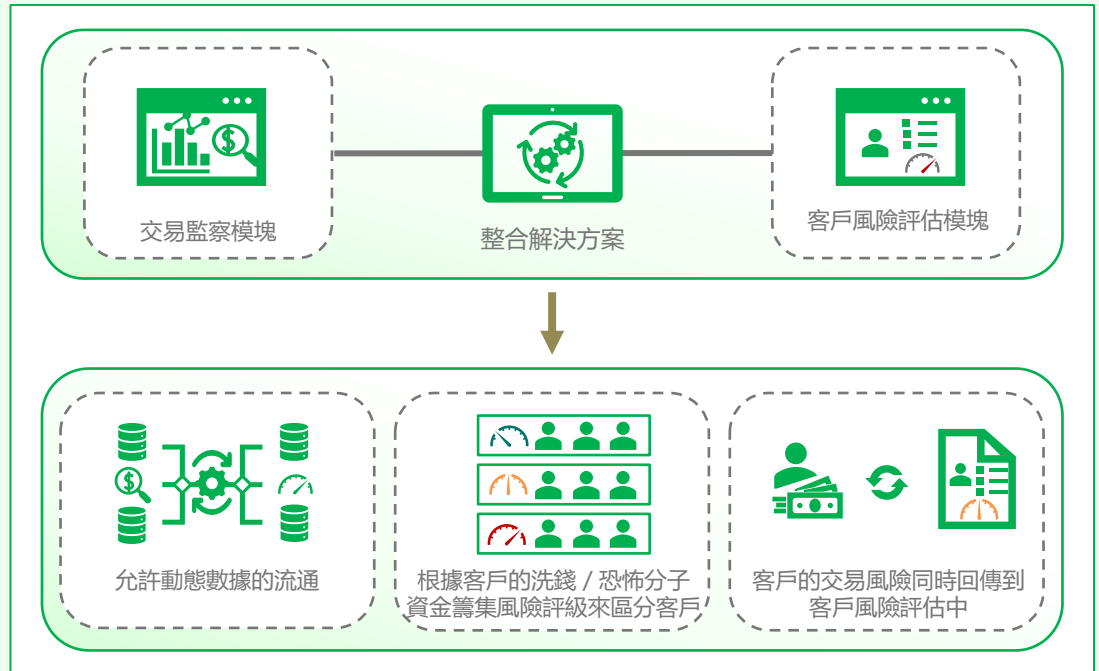 交易監察模塊
整合解決方案
客戶風險評估模塊
允許動態數據的流通
根據客戶的洗錢 / 恐怖分子
資金籌集風險評級來區分客戶
客戶的交易風險同時回傳到
客戶風險評估中